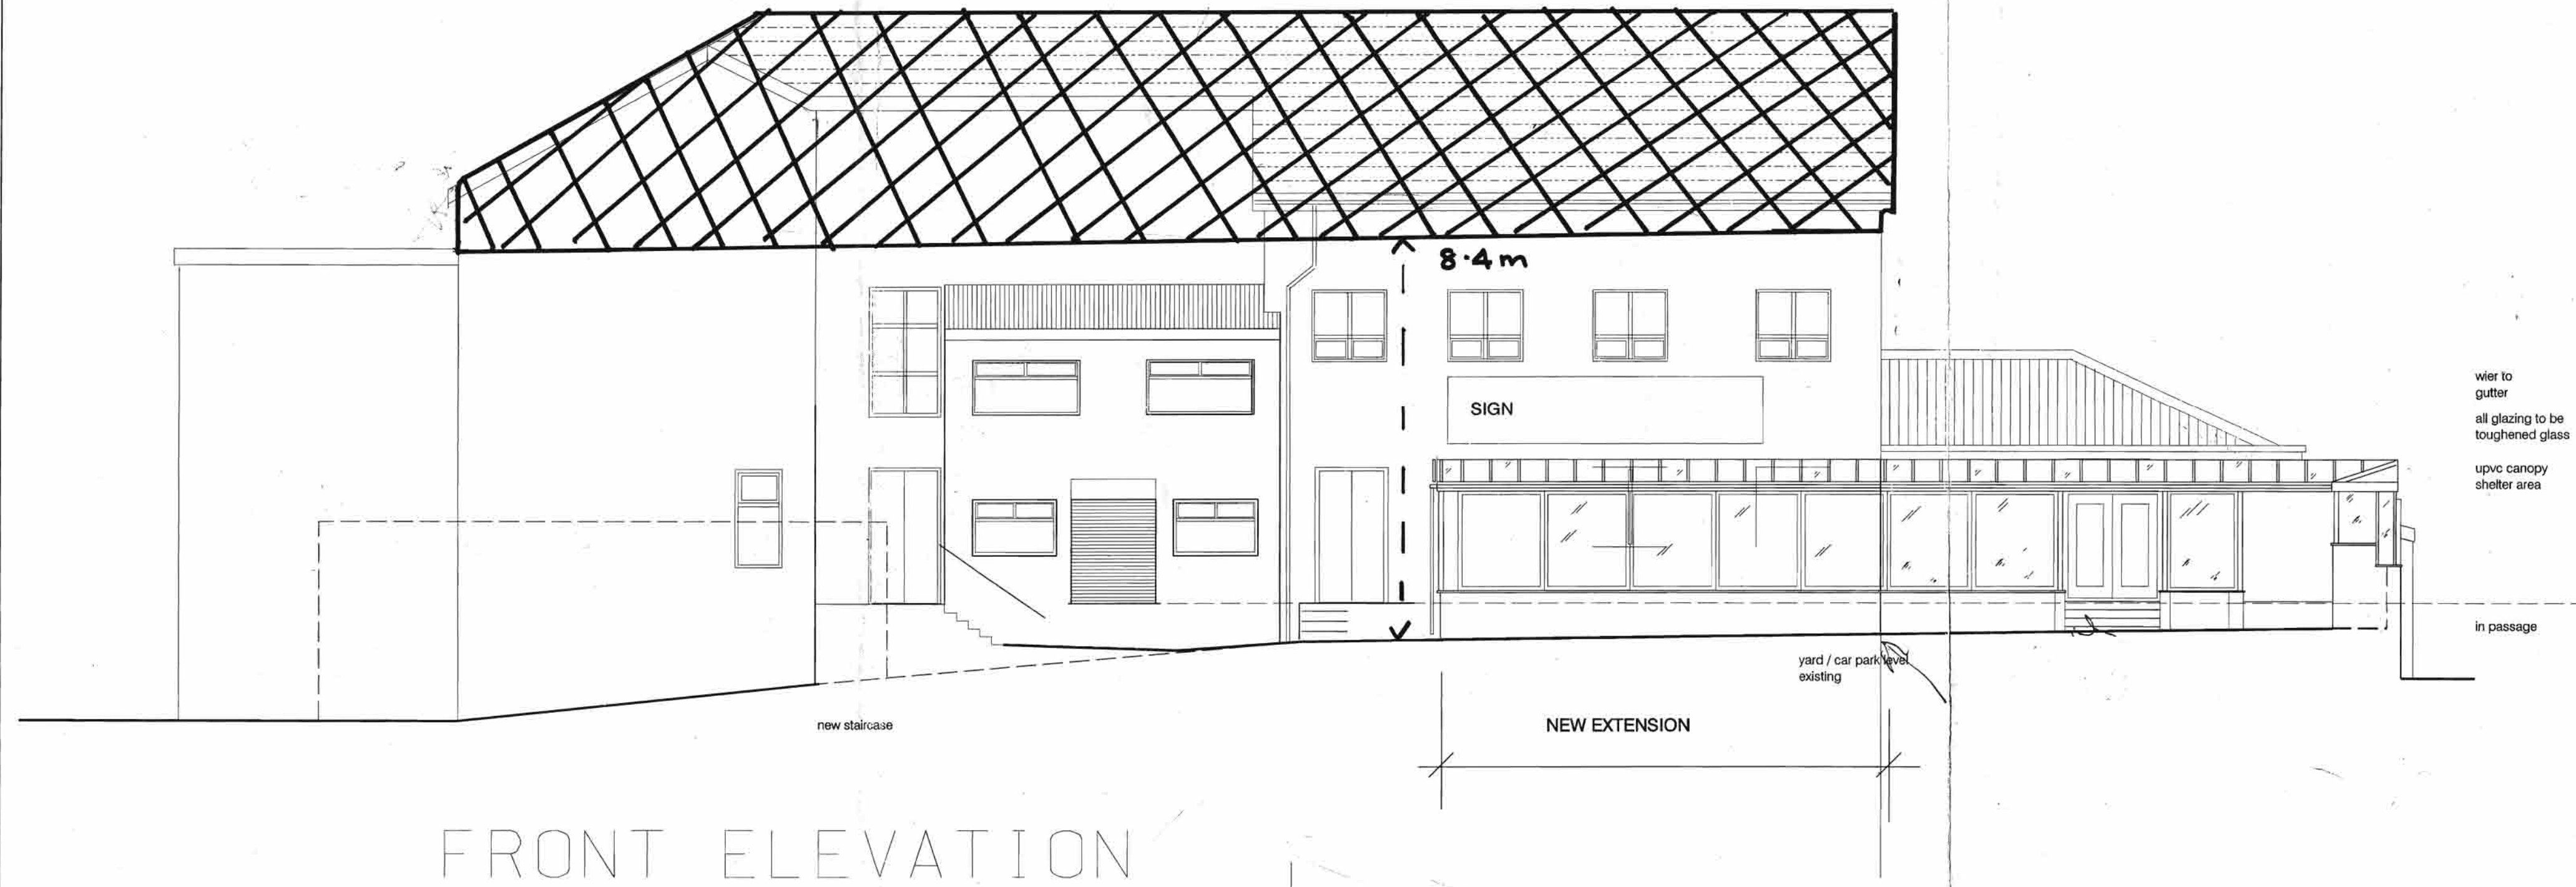 8.4 m
SIGN
wier to
gutter
all glazing to be
toughened glass
upvc canopy
shelter area
in passage
yard / car park level
existing
new staircase
NEW EXTENSION
FRONT ELEVATION